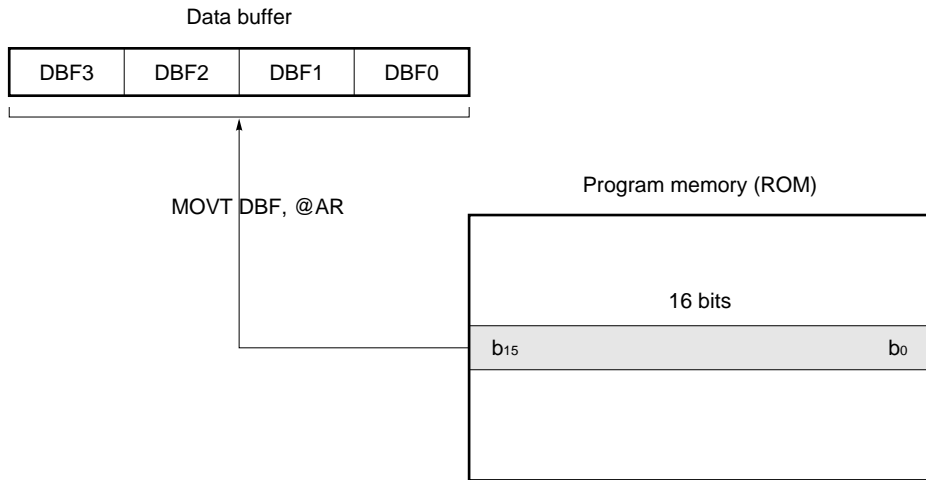 Data buffer
DBF3 DBF2 DBF1 DBF0
MOVT DBF, @AR
Program memory (ROM)
16 bits
b15 b0